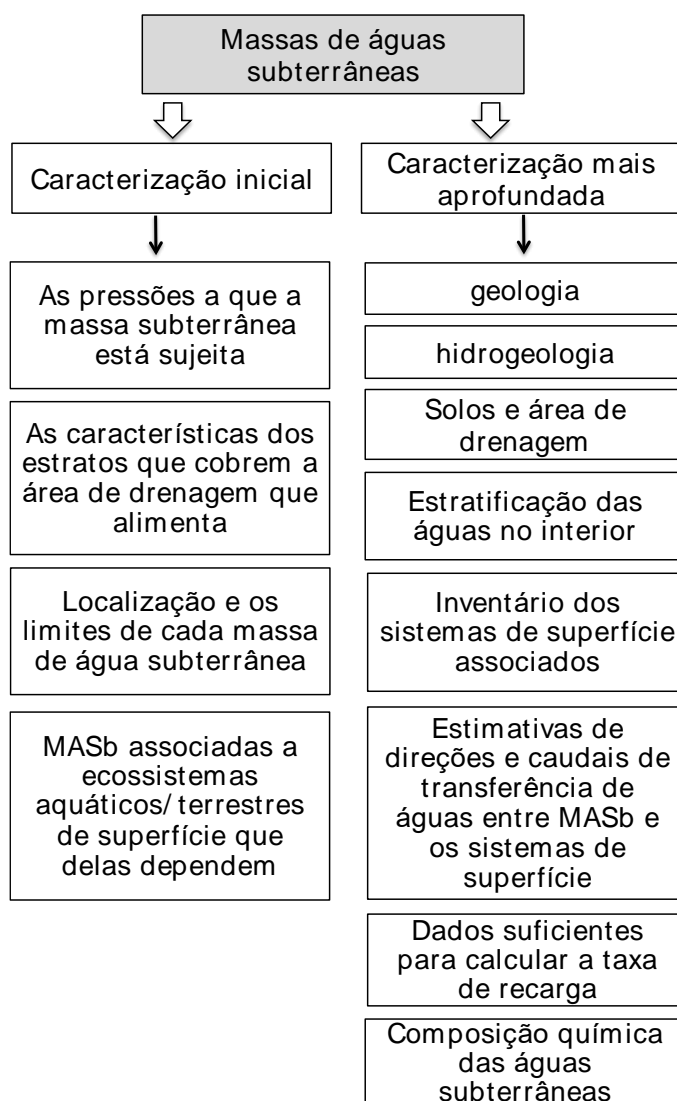 Massas de águas
subterrâneas
Caracterização inicial
As pressões a que a
massa subterrânea
está sujeita
As características dos
estratos que cobrem a
área de drenagem que
alimenta
Localização e os
limites de cada massa
de água subterrânea
MASb associadas a
ecossistemas
aquáticos/ terrestres
de superfície que
delas dependem
Caracterização mais
aprofundada
geologia
hidrogeologia
Solos e área de
drenagem
Estratificação das
águas no interior
Inventário dos
sistemas de superfície
associados
Estimativas de
direções e caudais de
transferência de
águas entre MASb e
os sistemas de
superfície
Dados suficientes
para calcular a taxa
de recarga
Composição química
das águas
subterrâneas